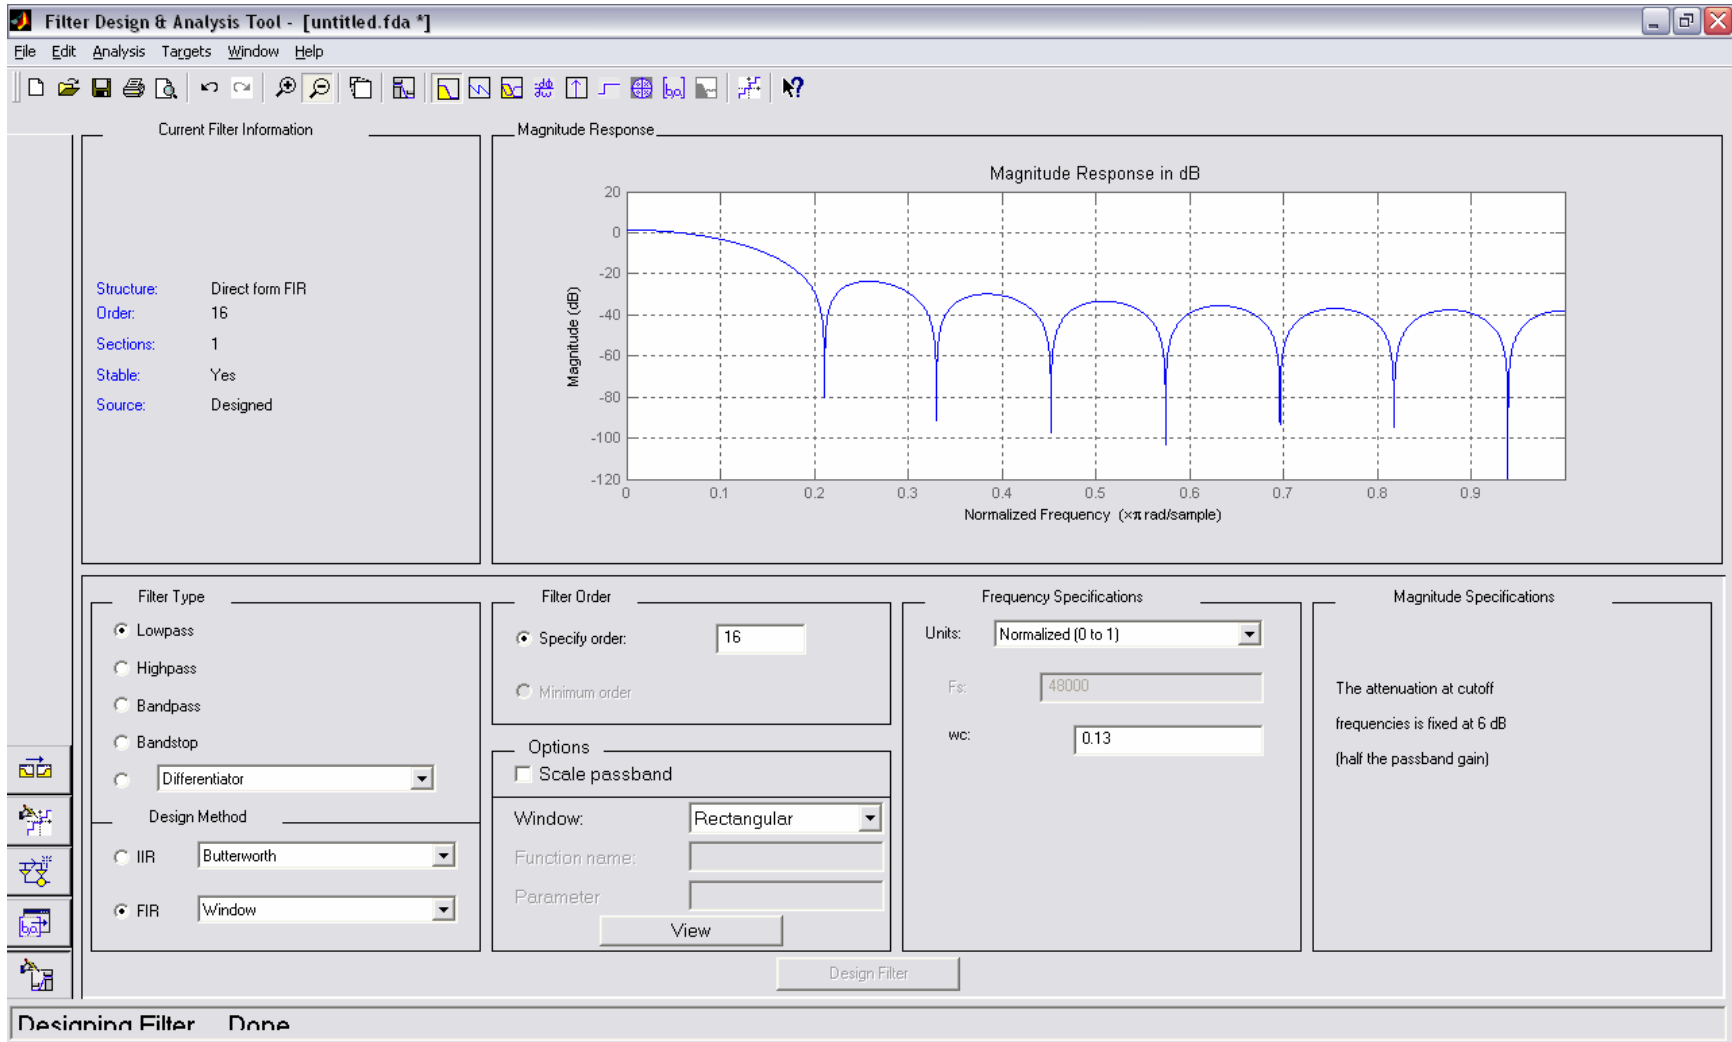 Filter Design & Analysis Tool - [untitled.fda *]
File Edit Analysis Targets Window Help
Current Filter Information
Structure: Direct form FIR
Order: 16
Sections: 1
Stable: Yes
Source: Designed
Magnitude Response
Magnitude Response in dB
20
0
-20
-40
-60
-80
-100
-120
Magnitude (dB)
0 0.1 0.2 0.3 0.4 0.5 0.6 0.7 0.8 0.9
Normalized Frequency (×π rad/sample)
Filter Type
Lowpass
Highpass
Bandpass
Bandstop
Differentiator
Design Method
IIR Butterworth
FIR Window
Filter Order
Specify order: 16
Minimum order
Options
Scale passband
Window: Rectangular
Function name:
Parameter
View
Frequency Specifications
Units: Normalized (0 to 1)
Fs: 48000
wc: 0.13
Magnitude Specifications
The attenuation at cutoff
frequencies is fixed at 6 dB
(half the passband gain)
Design Filter
Designing Filter ... Done